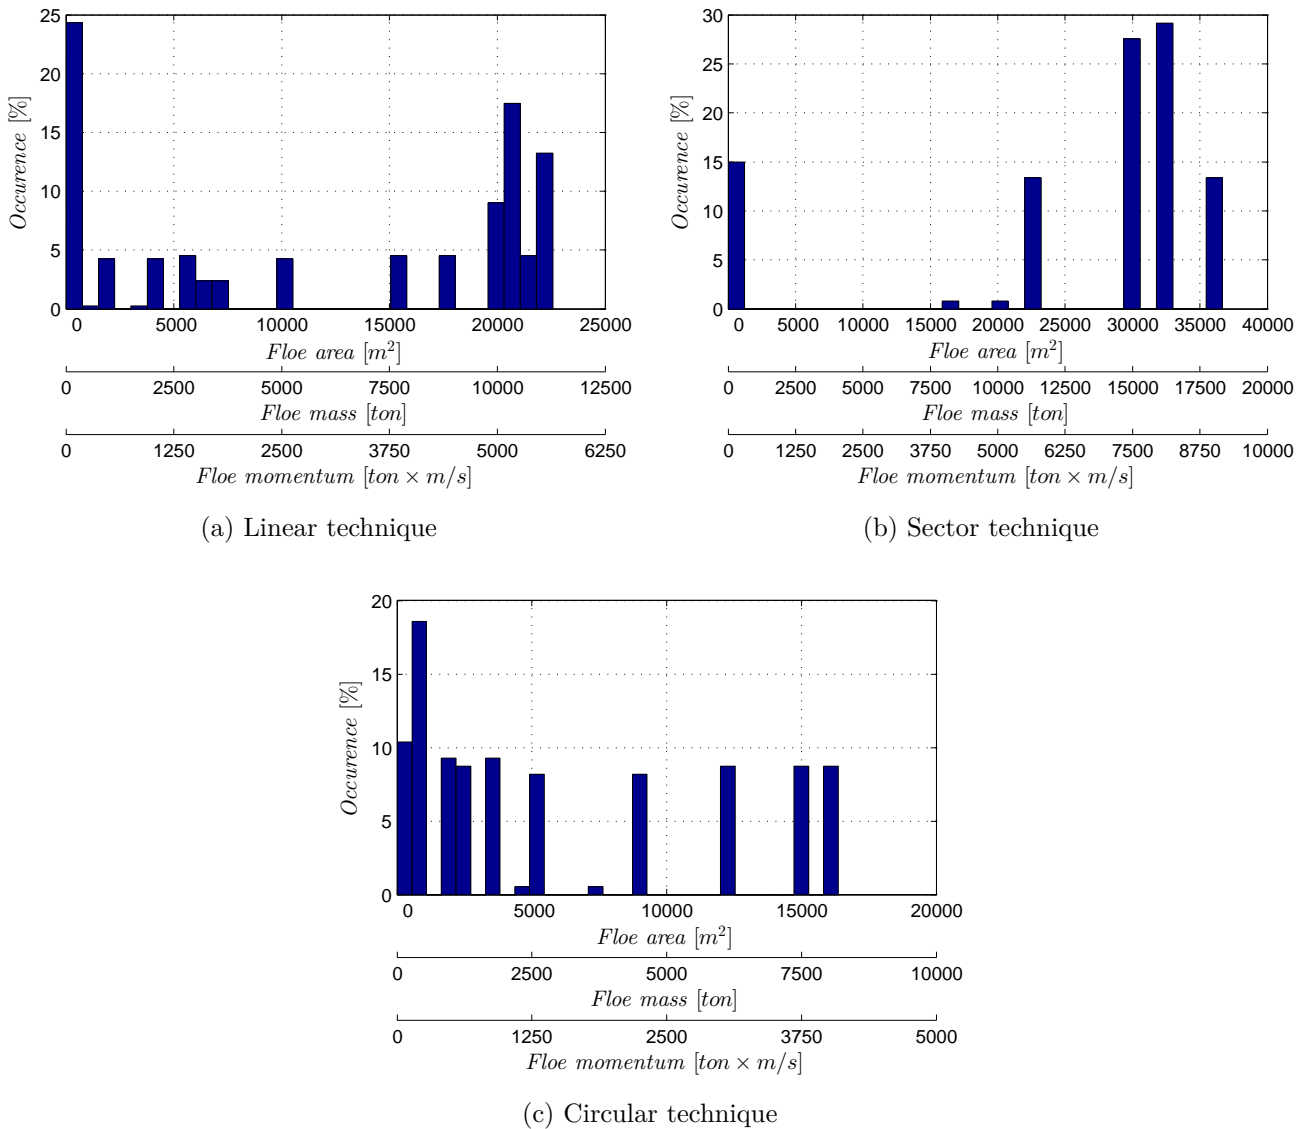 25
20
15
10
5
0
Occurence [%]
0 5000 10000 15000 20000 25000
Floe area [m²]
0 2500 5000 7500 10000 12500
Floe mass [ton]
0 1250 2500 3750 5000 6250
Floe momentum [ton × m/s]
(a) Linear technique
30
25
20
15
10
5
0
Occurence [%]
0 5000 10000 15000 20000 25000 30000 35000 40000
Floe area [m²]
0 2500 5000 7500 10000 12500 15000 17500 20000
Floe mass [ton]
0 1250 2500 3750 5000 6250 7500 8750 10000
Floe momentum [ton × m/s]
(b) Sector technique
20
15
10
5
0
Occurence [%]
0 5000 10000 15000 20000
Floe area [m²]
0 2500 5000 7500 10000
Floe mass [ton]
0 1250 2500 3750 5000
Floe momentum [ton × m/s]
(c) Circular technique